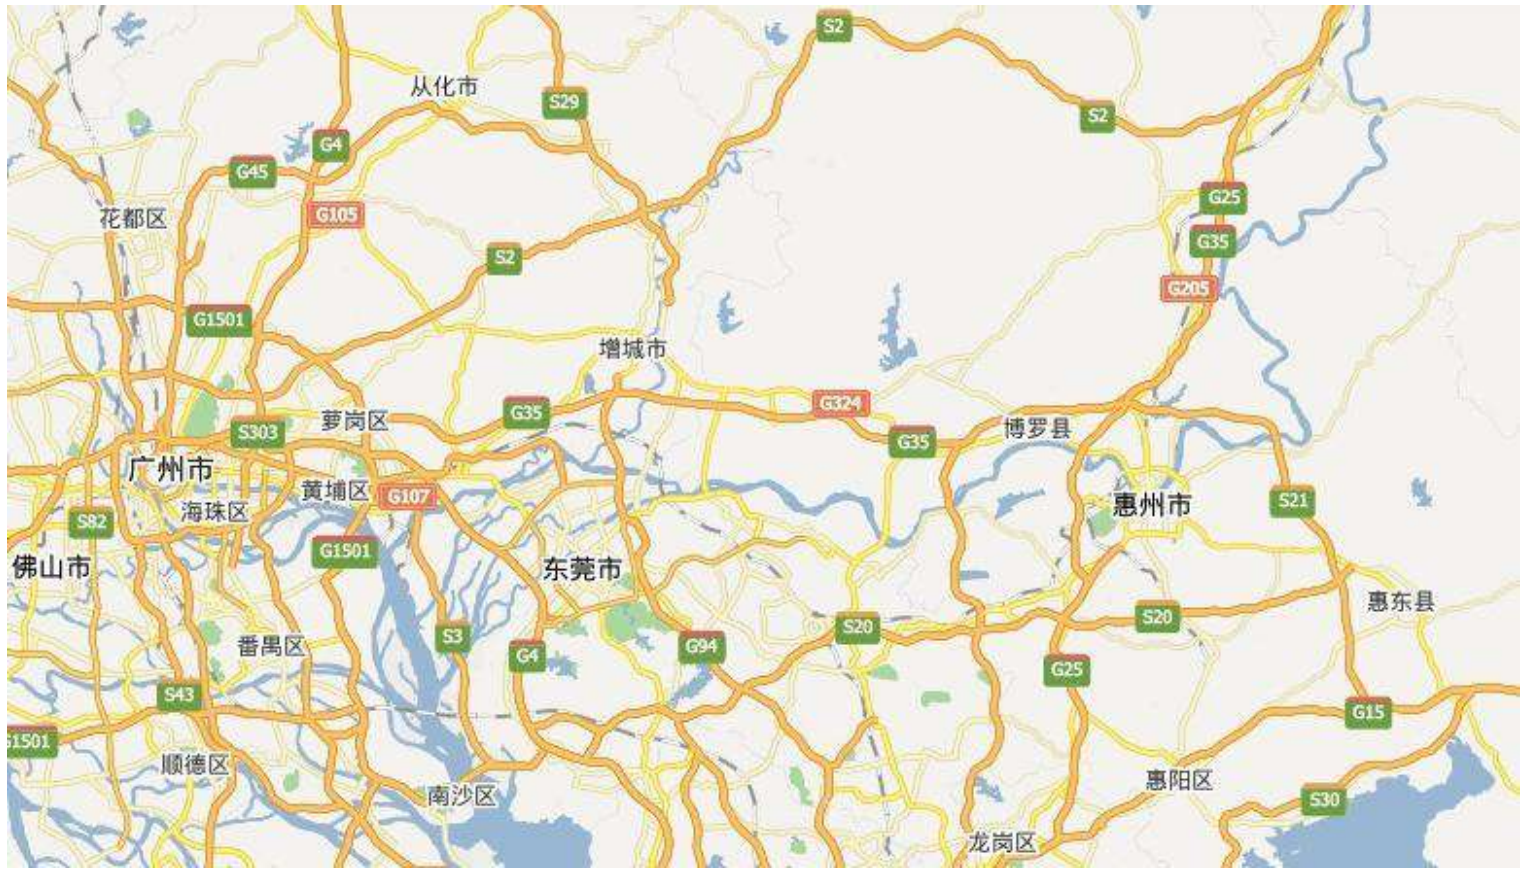 S2
从化市
S29
S2
G4
G45
G25
花都区
G105
G35
S2
G205
G1501
增城市
G324
G35
萝岗区
博罗县
S303
G35
广州市
黄埔区
G107
惠州市
S21
海珠区
S82
G1501
佛山市
东莞市
惠东县
S20
S20
S3
番禺区
G94
G4
G25
S43
G15
G1501
顺德区
惠阳区
南沙区
S30
龙岗区